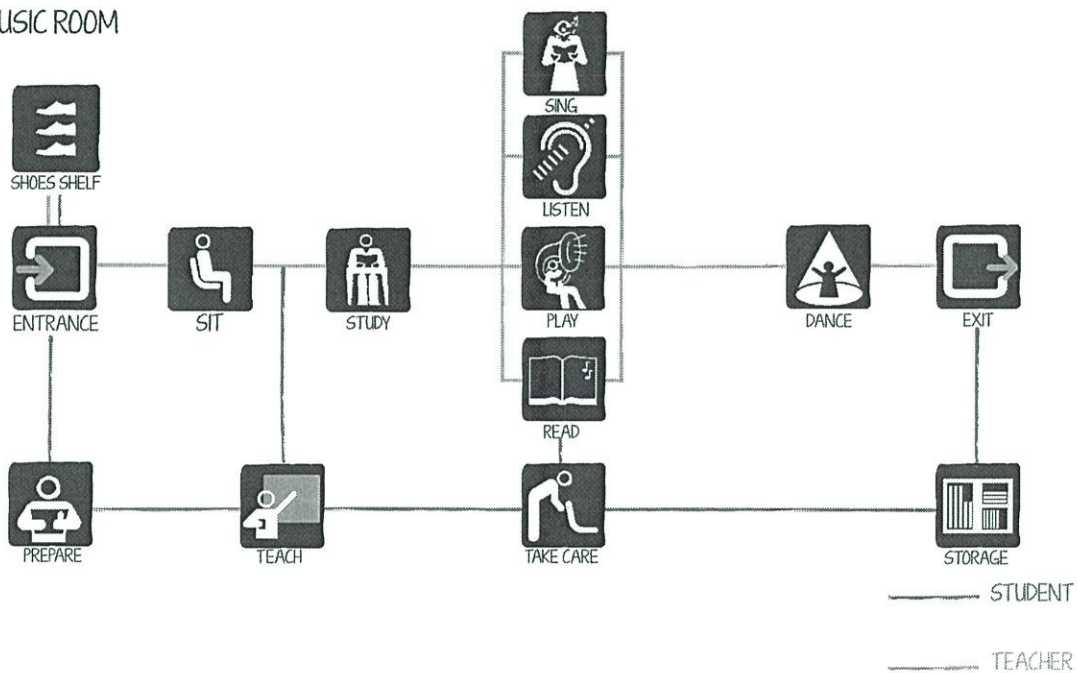 USIC ROOM
SING
SHOES SHELF
LISTEN
ENTRANCE
SIT
STUDY
PLAY
DANCE
EXIT
READ
PREPARE
TEACH
TAKE CARE
STORAGE
STUDENT
TEACHER